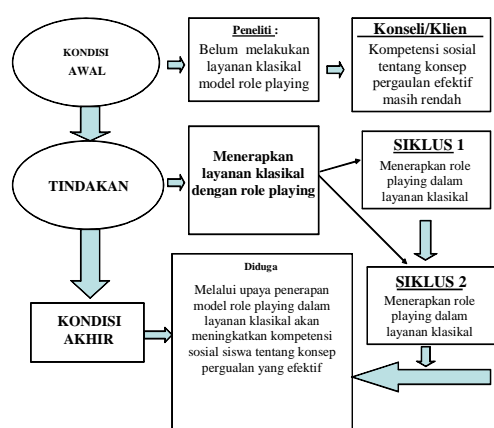 KONDISI
AWAL
Peneliti :
Belum melakukan
layanan klasikal
model role playing
Konseli/Klien
Kompetensi sosial
tentang konsep
pergaulan efektif
masih rendah
TINDAKAN
Menerapkan
layanan klasikal
dengan role playing
SIKLUS 1
Menerapkan role
playing dalam
layanan klasikal
SIKLUS 2
Menerapkan role
playing dalam
layanan klasikal
KONDISI
AKHIR
Diduga
Melalui upaya penerapan
model role playing dalam
layanan klasikal akan
meningkatkan kompetensi
sosial siswa tentang konsep
pergualan yang efektif